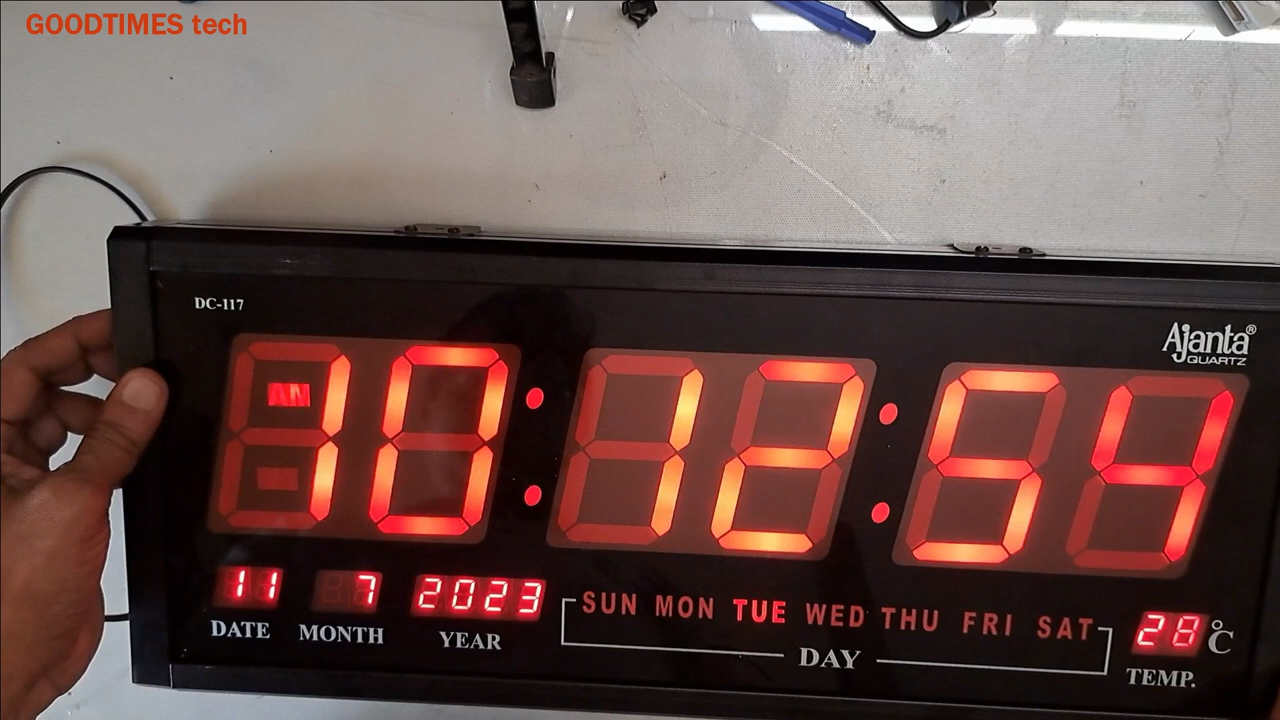 GOODTIMES tech
DC-117
Ajanta®
QUARTZ
AM
10:12:54
11 7 2023
SUN MON TUE WED THU FRI SAT
28 °C
DATE MONTH YEAR DAY TEMP.